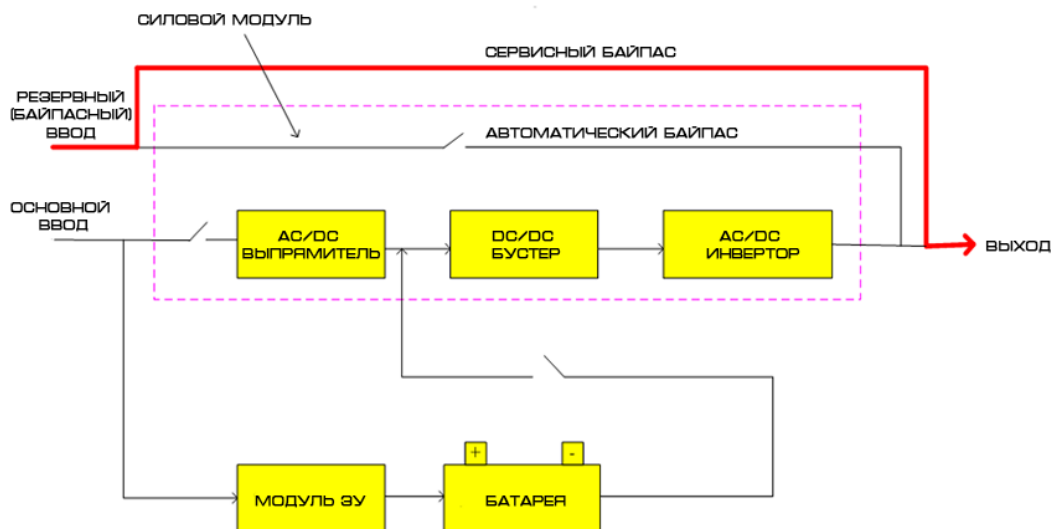 СИЛОВОЙ МОДУЛЬ
СЕРВИСНЫЙ БАЙПАС
РЕЗЕРВНЫЙ
(БАЙПАСНЫЙ)
ВВОД
АВТОМАТИЧЕСКИЙ БАЙПАС
ОСНОВНОЙ
ВВОД
AC/DC
ВЫПРЯМИТЕЛЬ
DC/DC
БУСТЕР
AC/DC
ИНВЕРТОР
ВЫХОД
+
-
МОДУЛЬ ЗУ
БАТАРЕЯ